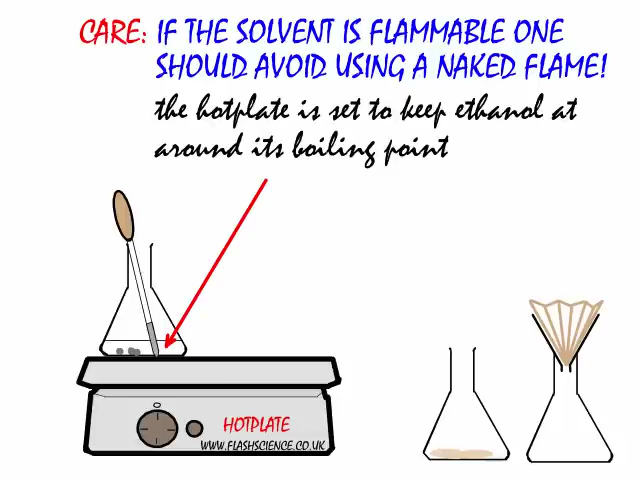 CARE: IF THE SOLVENT IS FLAMMABLE ONE
SHOULD AVOID USING A NAKED FLAME!
the hotplate is set to keep ethanol at
around its boiling point
HOTPLATE
WWW.FLASHSCIENCE.CO.UK